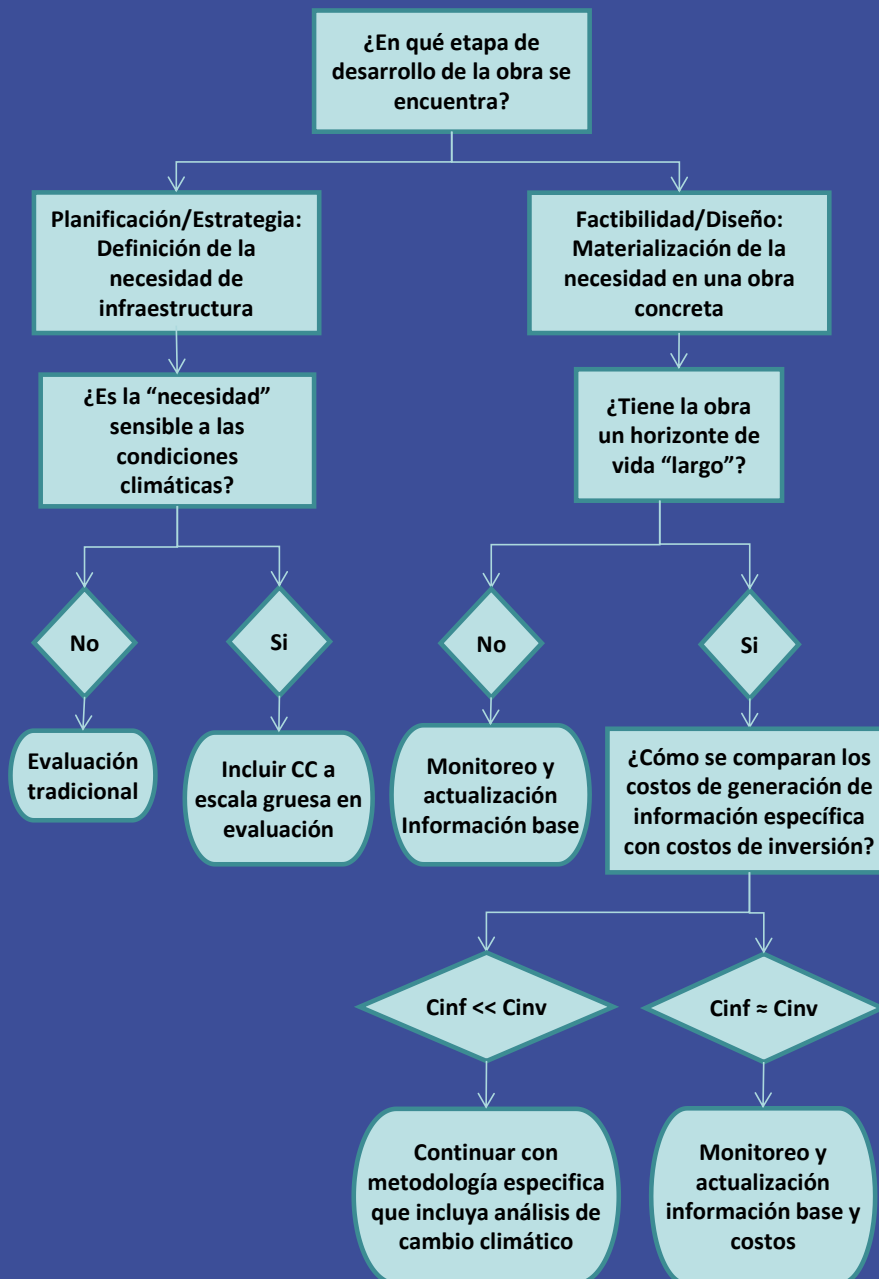 ¿En qué etapa de
desarrollo de la obra se
encuentra?
Planificación/Estrategia:
Definición de la
necesidad de
infraestructura
Factibilidad/Diseño:
Materialización de la
necesidad en una obra
concreta
¿Es la “necesidad”
sensible a las
condiciones
climáticas?
¿Tiene la obra
un horizonte de
vida “largo”?
No
Si
No
Si
Evaluación
tradicional
Incluir CC a
escala gruesa en
evaluación
Monitoreo y
actualización
Información base
¿Cómo se comparan los
costos de generación de
información específica
con costos de inversión?
Cinf << Cinv
Cinf ≈ Cinv
Continuar con
metodología especifica
que incluya análisis de
cambio climático
Monitoreo y
actualización
información base y
costos